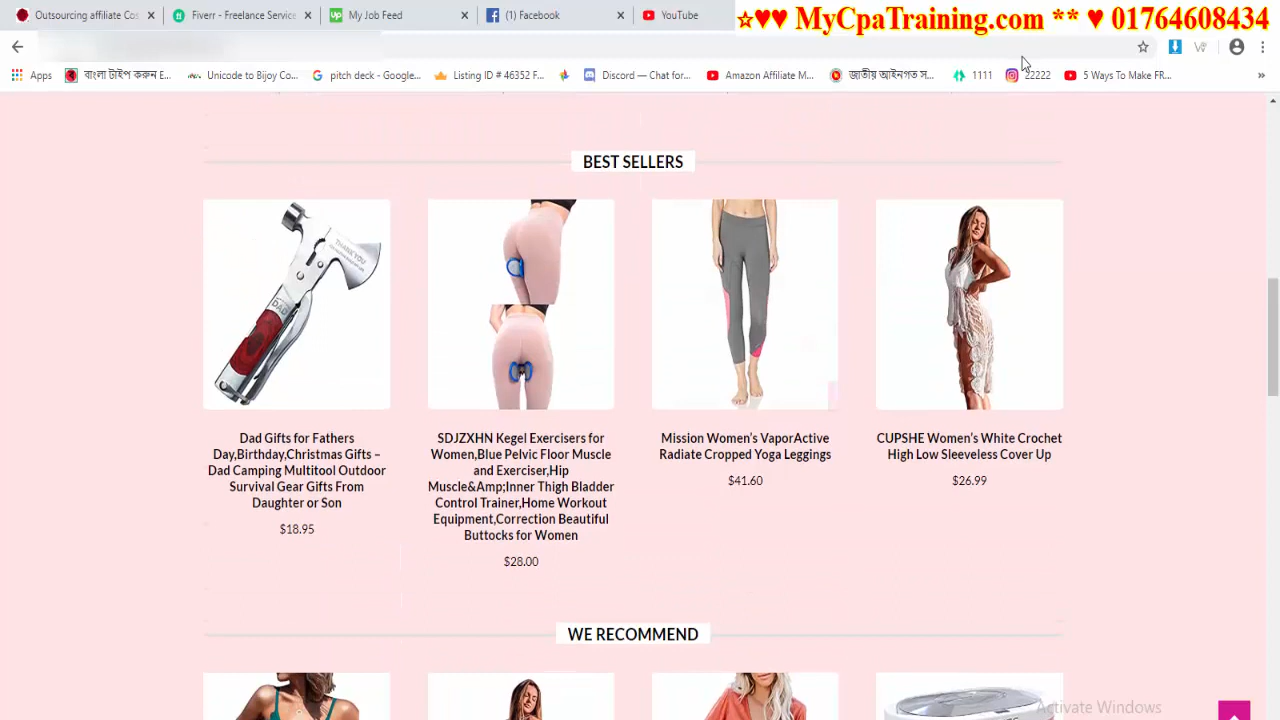 Outsourcing affiliate Cos
Fiverr - Freelance Service
My Job Feed
(1) Facebook
YouTube
☆♥♥ MyCpaTraining.com ** ♥ 01764608434
Apps
বাংলা টাইপ করুন E...
Unicode to Bijoy Co...
pitch deck - Google...
Listing ID # 46352 F...
Discord — Chat for...
Amazon Affiliate M...
জাতীয় আইনগত স...
1111
22222
5 Ways To Make FR...
»
BEST SELLERS
THANK YOU
DAD
Dad Gifts for Fathers
Day,Birthday,Christmas Gifts –
Dad Camping Multitool Outdoor
Survival Gear Gifts From
Daughter or Son
$18.95
SDJZXHN Kegel Exercisers for
Women,Blue Pelvic Floor Muscle
and Exerciser,Hip
Muscle&Amp;Inner Thigh Bladder
Control Trainer,Home Workout
Equipment,Correction Beautiful
Buttocks for Women
$28.00
Mission Women's VaporActive
Radiate Cropped Yoga Leggings
$41.60
CUPSHE Women's White Crochet
High Low Sleeveless Cover Up
$26.99
WE RECOMMEND
Activate Windows